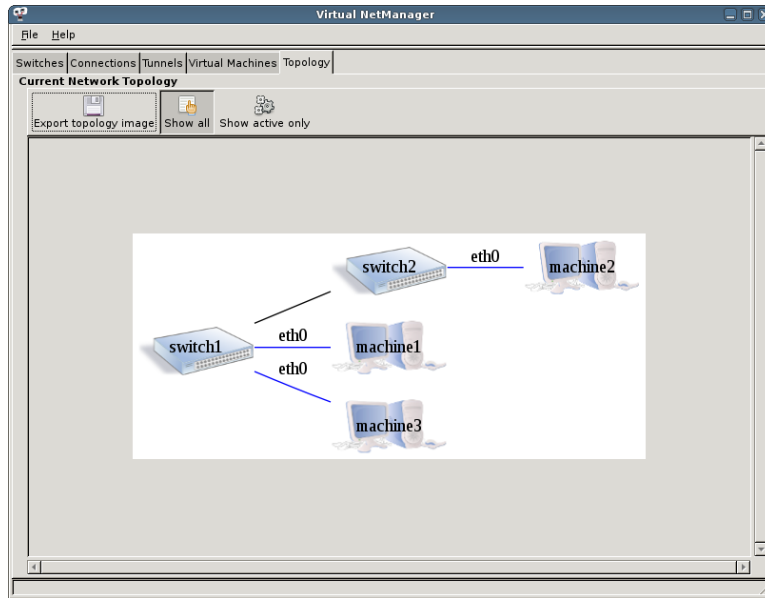 Virtual NetManager
File Help
Switches Connections Tunnels Virtual Machines Topology
Current Network Topology
Export topology image Show all Show active only
switch2 eth0 machine2
switch1 eth0 machine1
eth0
machine3